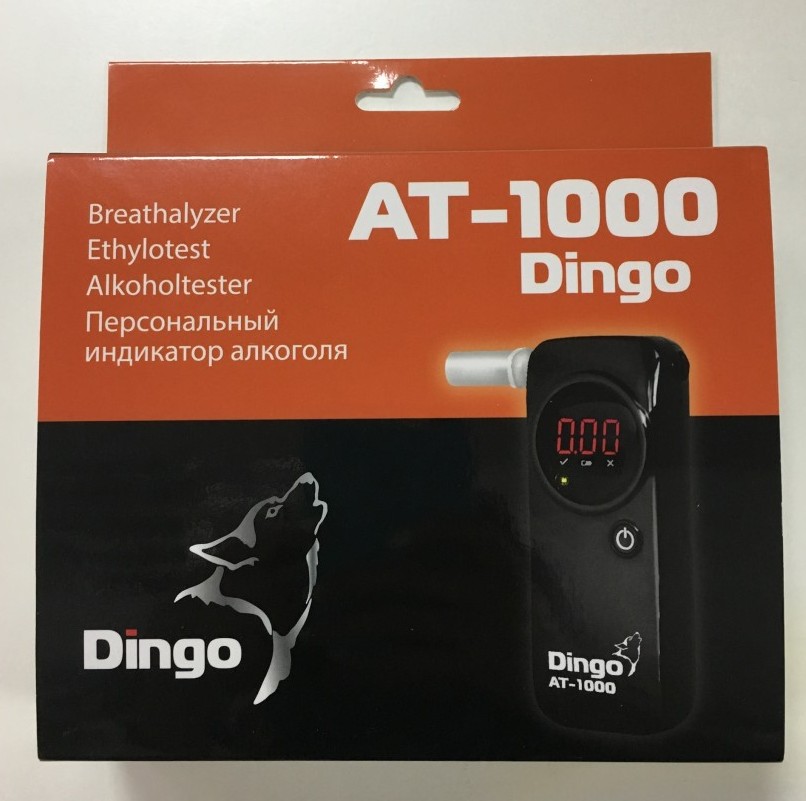 AT-1000
Dingo
Breathalyzer
Ethylotest
Alkoholtester
Персональный
индикатор алкоголя
0.00
Dingo
Dingo
AT-1000